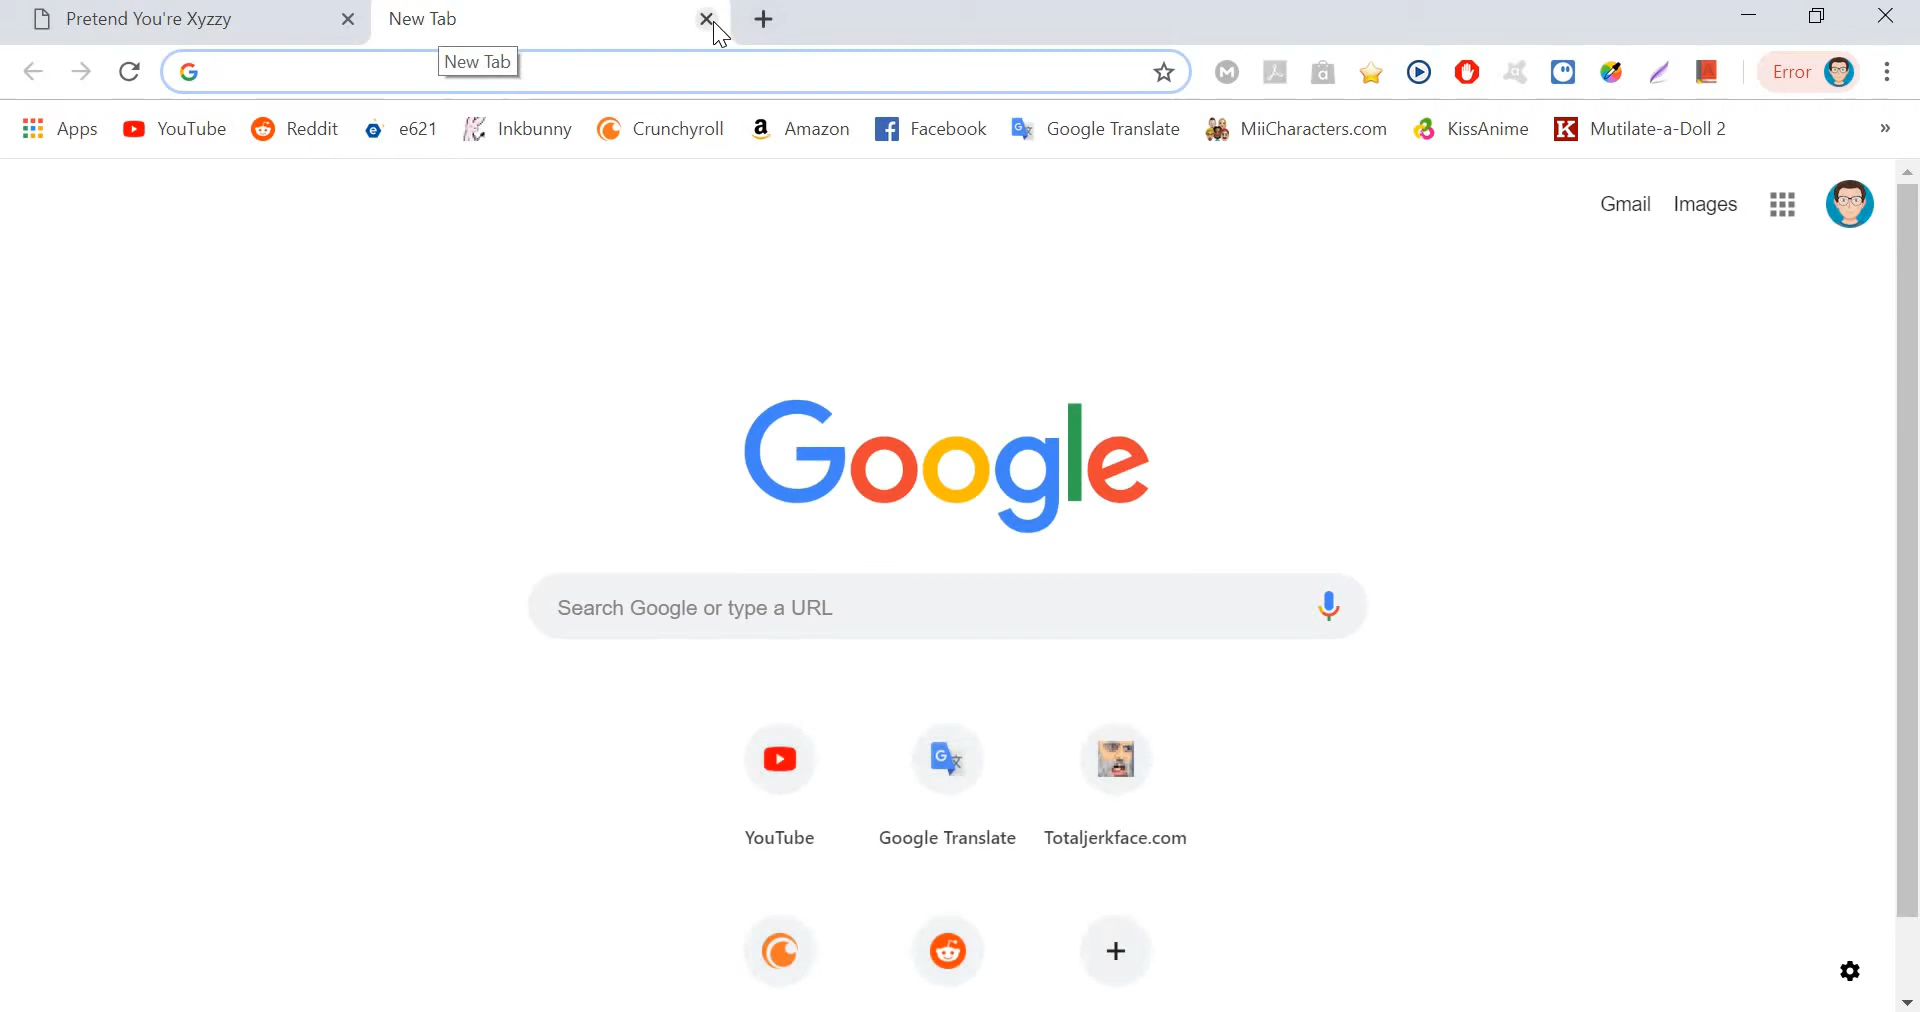 Pretend You're Xyzzy
New Tab
New Tab
Error
Apps YouTube Reddit e621 Inkbunny Crunchyroll Amazon Facebook Google Translate MiiCharacters.com KissAnime Mutilate-a-Doll 2 »
Gmail Images
Google
Search Google or type a URL
YouTube Google Translate Totaljerkface.com